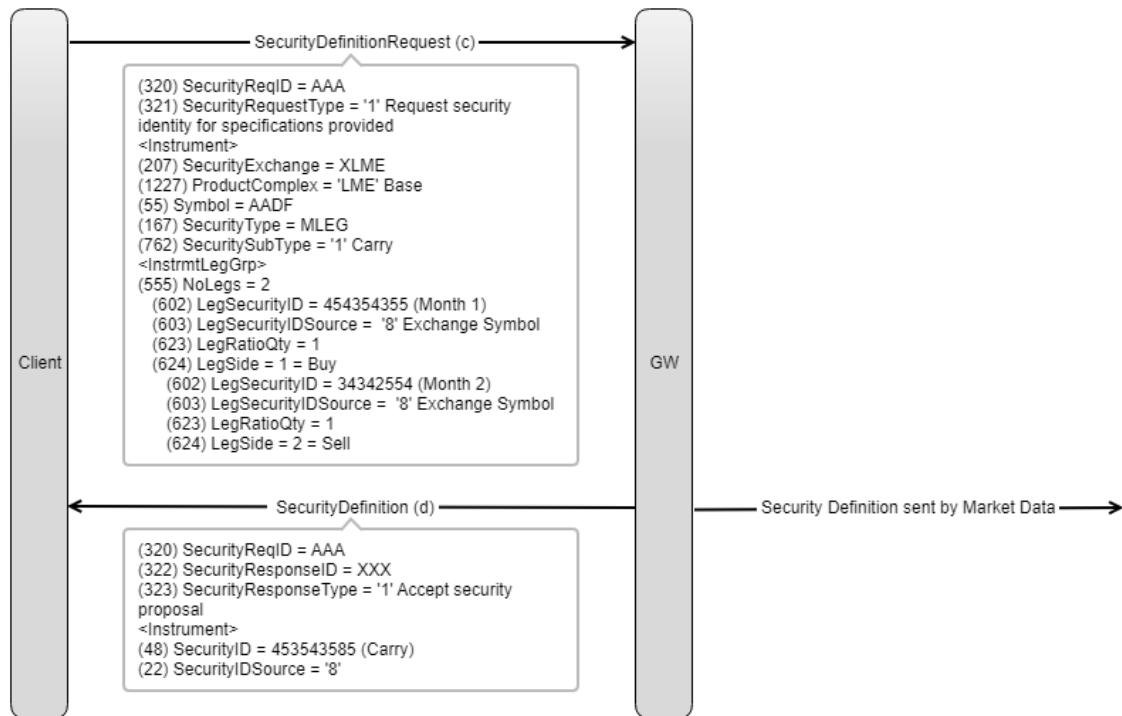 SecurityDefinitionRequest (c)
(320) SecurityReqID = AAA
(321) SecurityRequestType = '1' Request security
identity for specifications provided
<Instrument>
(207) SecurityExchange = XLME
(1227) ProductComplex = 'LME' Base
(55) Symbol = AADF
(167) SecurityType = MLEG
(762) SecuritySubType = '1' Carry
<InstrmtLegGrp>
(555) NoLegs = 2
(602) LegSecurityID = 454354355 (Month 1)
(603) LegSecurityIDSource =  '8' Exchange Symbol
(623) LegRatioQty = 1
(624) LegSide = 1 = Buy
(602) LegSecurityID = 34342554 (Month 2)
(603) LegSecurityIDSource =  '8' Exchange Symbol
(623) LegRatioQty = 1
(624) LegSide = 2 = Sell
Client
GW
SecurityDefinition (d)
Security Definition sent by Market Data
(320) SecurityReqID = AAA
(322) SecurityResponseID = XXX
(323) SecurityResponseType = '1' Accept security
proposal
<Instrument>
(48) SecurityID = 453543585 (Carry)
(22) SecurityIDSource = '8'